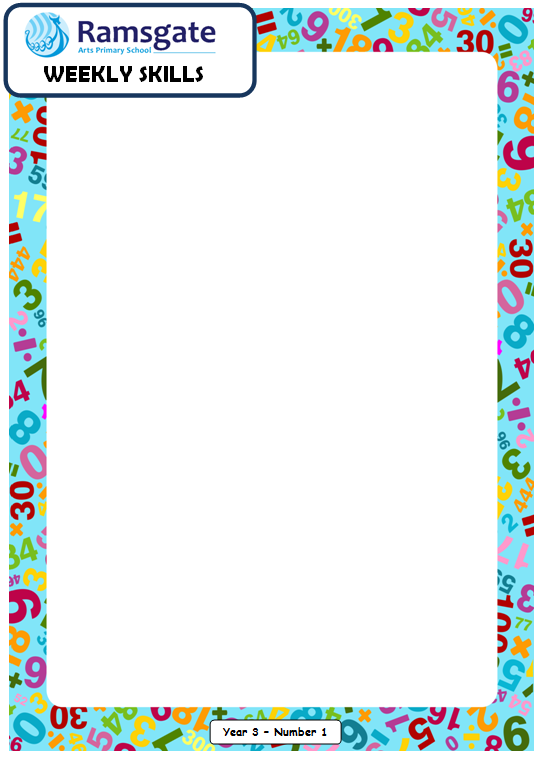 Ramsgate
Arts Primary School
WEEKLY SKILLS
Year 3 - Number 1